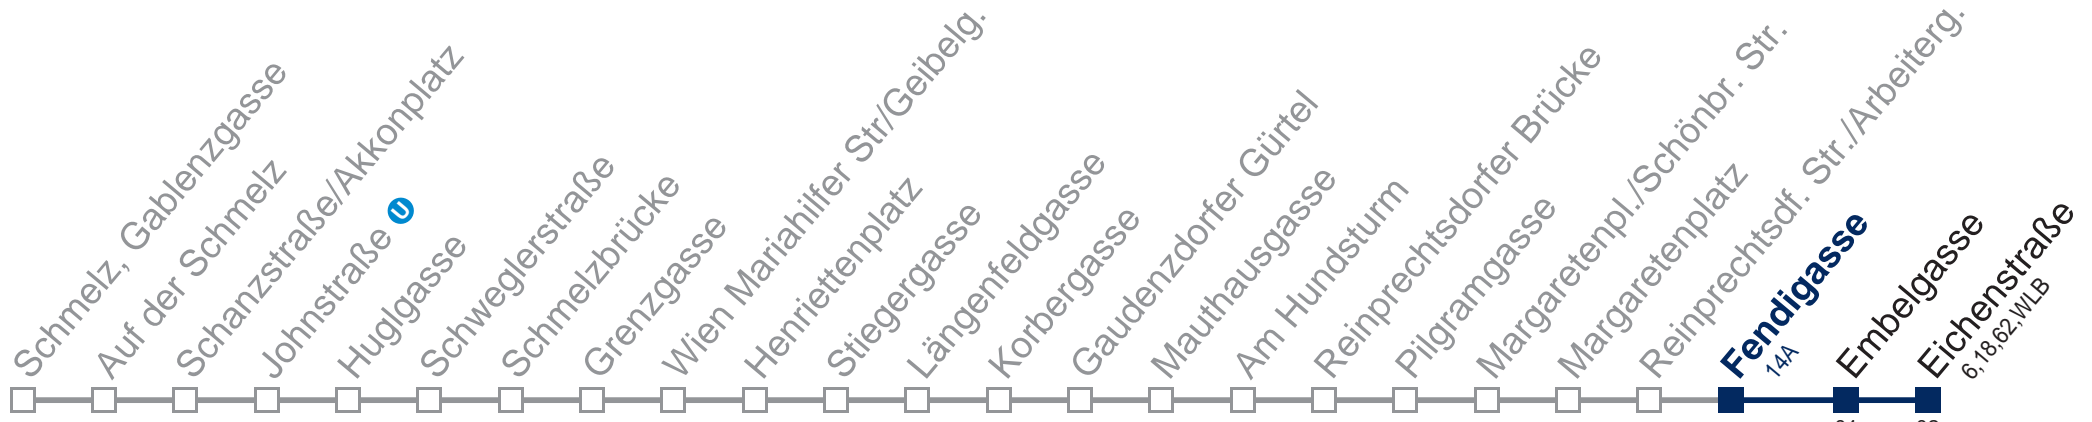 Schmelz, Gablenzgasse
Auf der Schmelz
Schanzstraße/Akkonplatz
Johnstraße U
Huglgasse
Schweglerstraße
Schmelzbrücke
Grenzgasse
Wien Mariahilfer Str/Geibelg.
Henriettenplatz
Stiegergasse
Längenfeldgasse
Korbergasse
Gaudenzdorfer Gürtel
Mauthausgasse
Am Hundsturm
Reinprechtsdorfer Brücke
Pilgramgasse
Margaretenpl./Schönbr. Str.
Margaretenplatz
Reinprechtsdf. Str./Arbeiterg.
Fendigasse
14A
Embelgasse
Eichenstraße
6,18,62,WLB